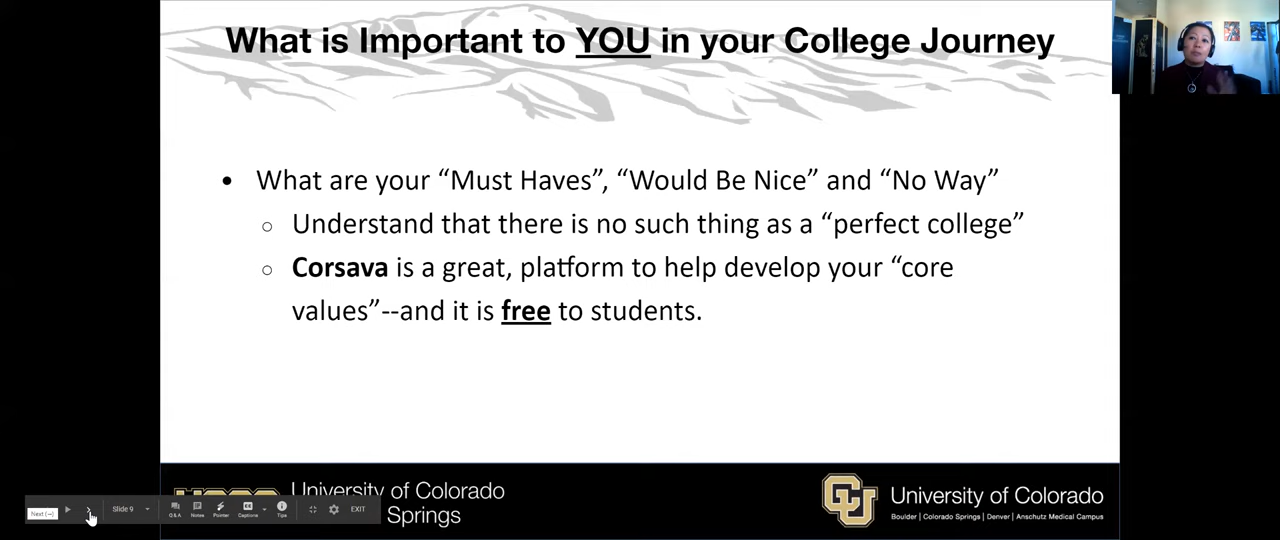 What is Important to YOU in your College Journey
• What are your “Must Haves”, “Would Be Nice” and “No Way”
○ Understand that there is no such thing as a “perfect college”
○ Corsava is a great, platform to help develop your “core
values”--and it is free to students.
University of Colorado
Springs
University of Colorado
Boulder | Colorado Springs | Denver | Anschutz Medical Campus
Next (→)
Slide 9
Q & A
Notes
Pointer
Captions
Tips
EXIT